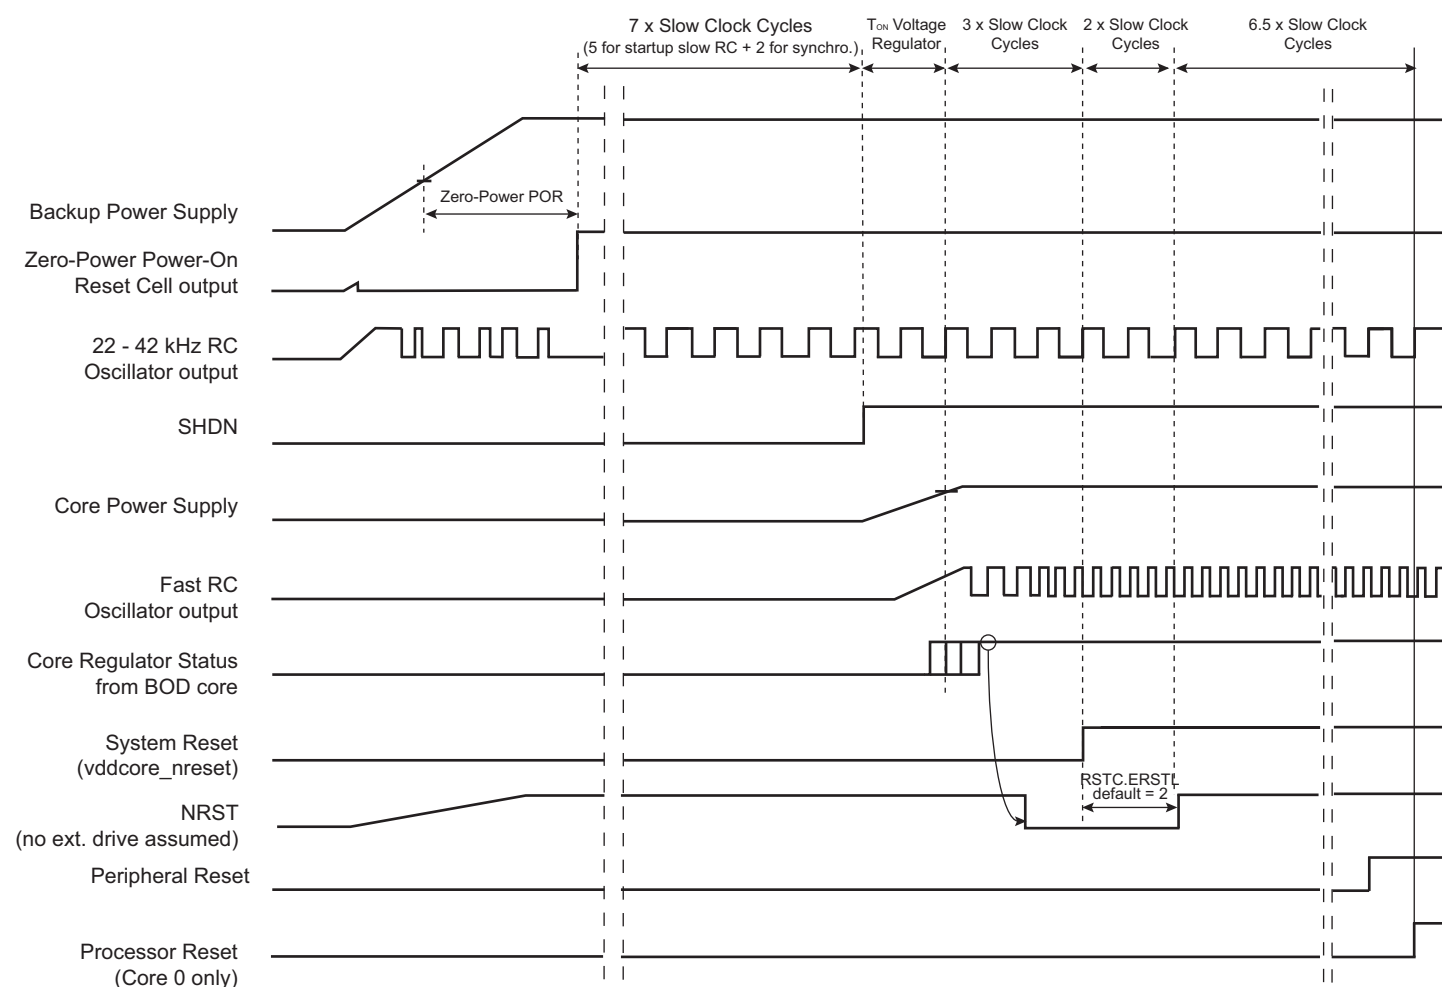 7 x Slow Clock Cycles
(5 for startup slow RC + 2 for synchro.)
TON Voltage
Regulator
3 x Slow Clock
Cycles
2 x Slow Clock
Cycles
6.5 x Slow Clock
Cycles
Zero-Power POR
Backup Power Supply
Zero-Power Power-On
Reset Cell output
22 - 42 kHz RC
Oscillator output
SHDN
Core Power Supply
Fast RC
Oscillator output
Core Regulator Status
from BOD core
System Reset
(vddcore_nreset)
RSTC.ERSTL
default = 2
NRST
(no ext. drive assumed)
Peripheral Reset
Processor Reset
(Core 0 only)